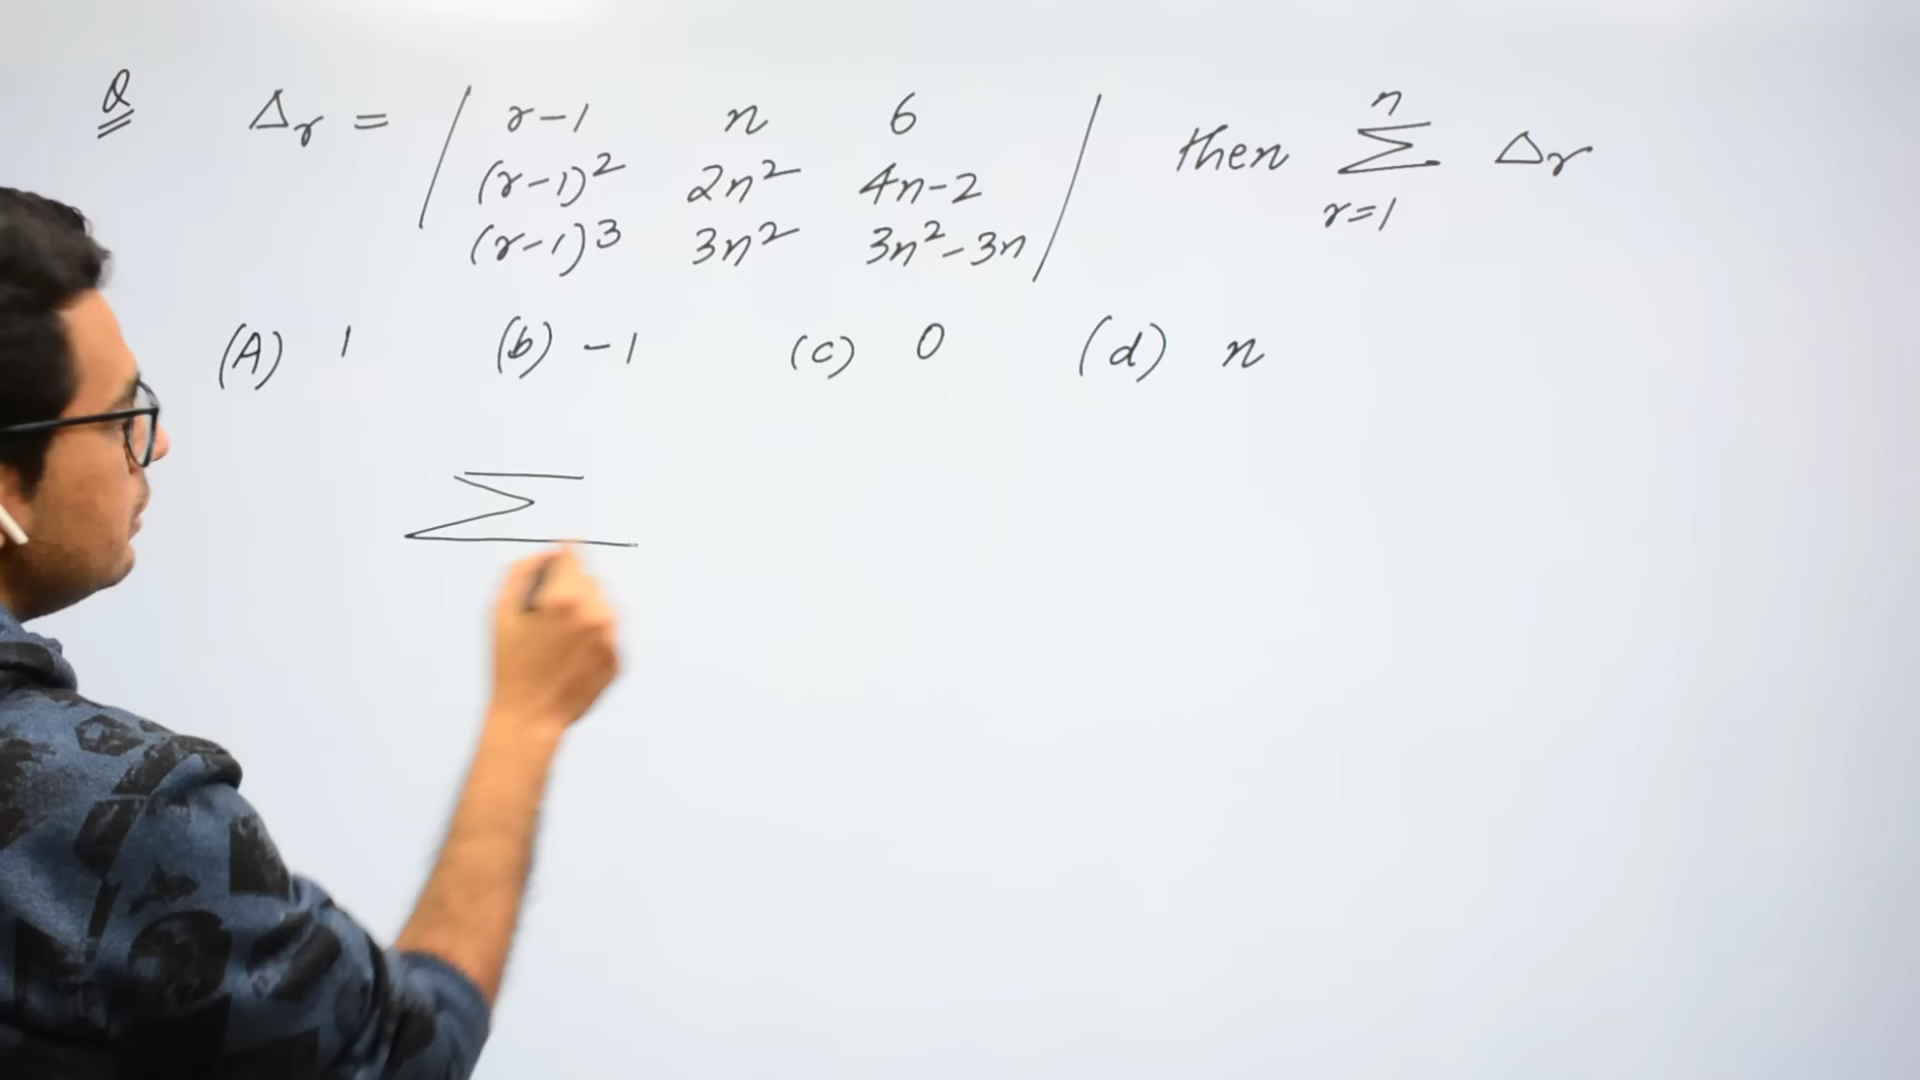 Q Δr = | r-1 n 6 | then n∑r=1 Δr
(r-1)² 2n² 4n-2
(r-1)³ 3n² 3n²-3n
(A) 1 (b) -1 (c) 0 (d) n
∑